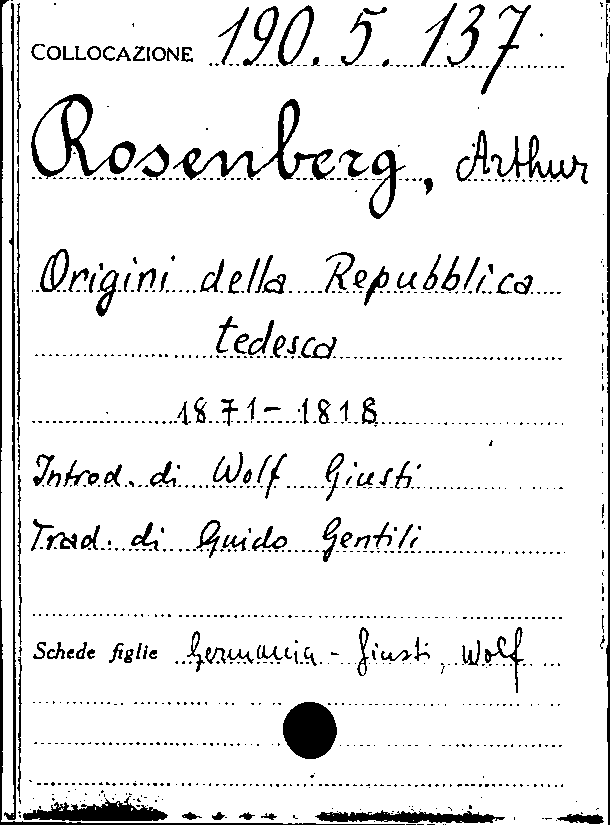 COLLOCAZIONE 190.5.137
Rosenberg, Arthur
Origini della Repubblica
tedesca
1871-1818
Introd. di Wolf Giusti
Trad. di Guido Gentili
Schede figlie Germania - Giusti, Wolf